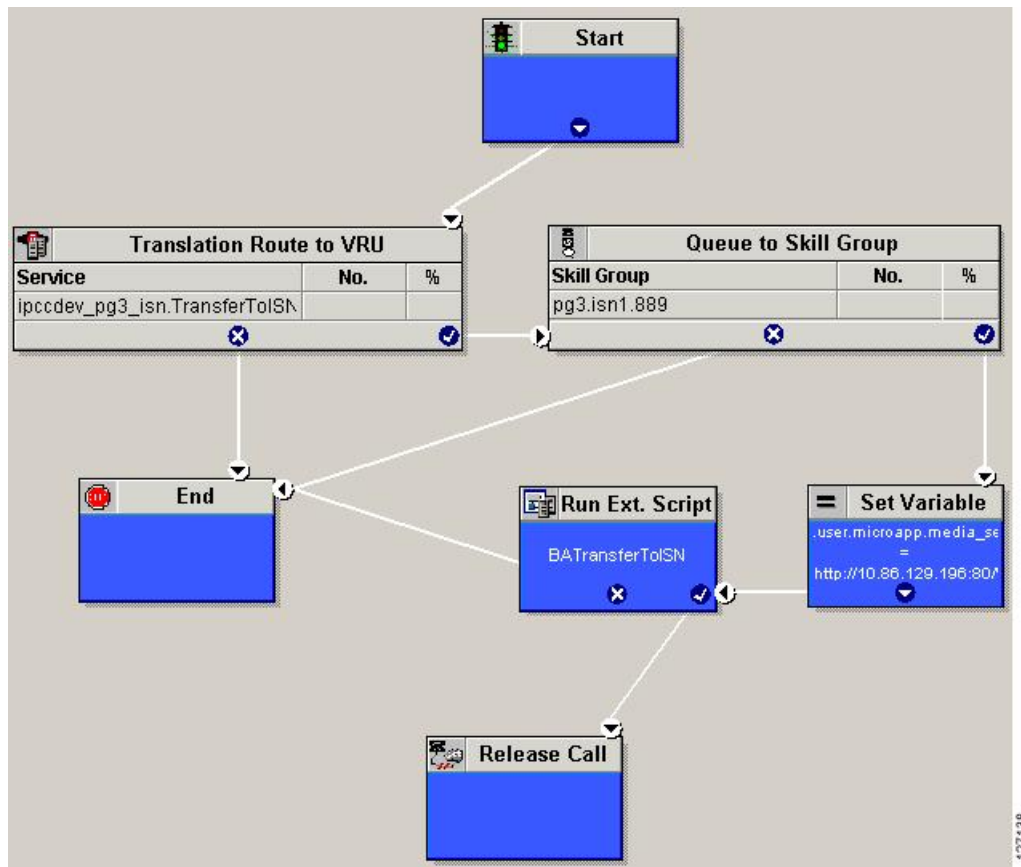 Start
Translation Route to VRU
Service No. %
ipccdev_pg3_isn.TransferToISN
Queue to Skill Group
Skill Group No. %
pg3.isn1.889
End
Run Ext. Script
BATransferToISN
Set Variable
.user.microapp.media_se
=
http://10.86.129.196:80/
Release Call